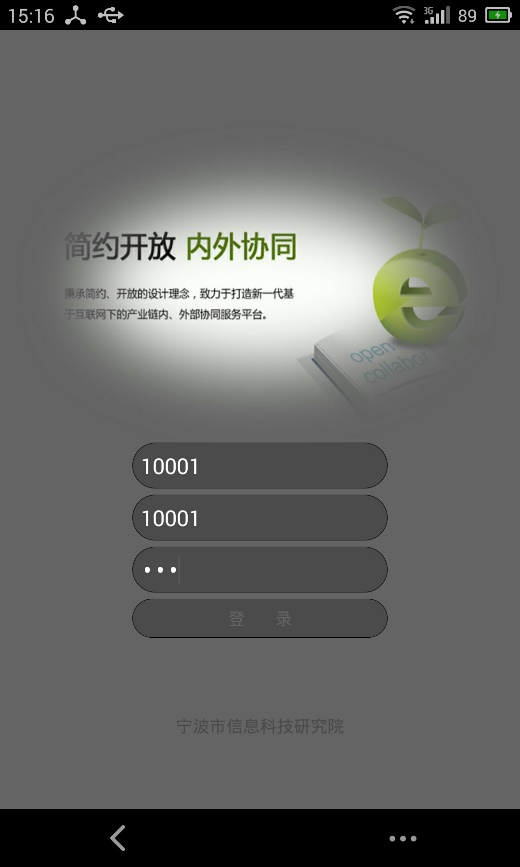 15:16 3G 89
简约开放 内外协同
秉承简约、开放的设计理念，致力于打造新一代基
于互联网下的产业链内、外部协同服务平台。
e
open
collabor
10001
10001
•••
登 录
宁波市信息科技研究院